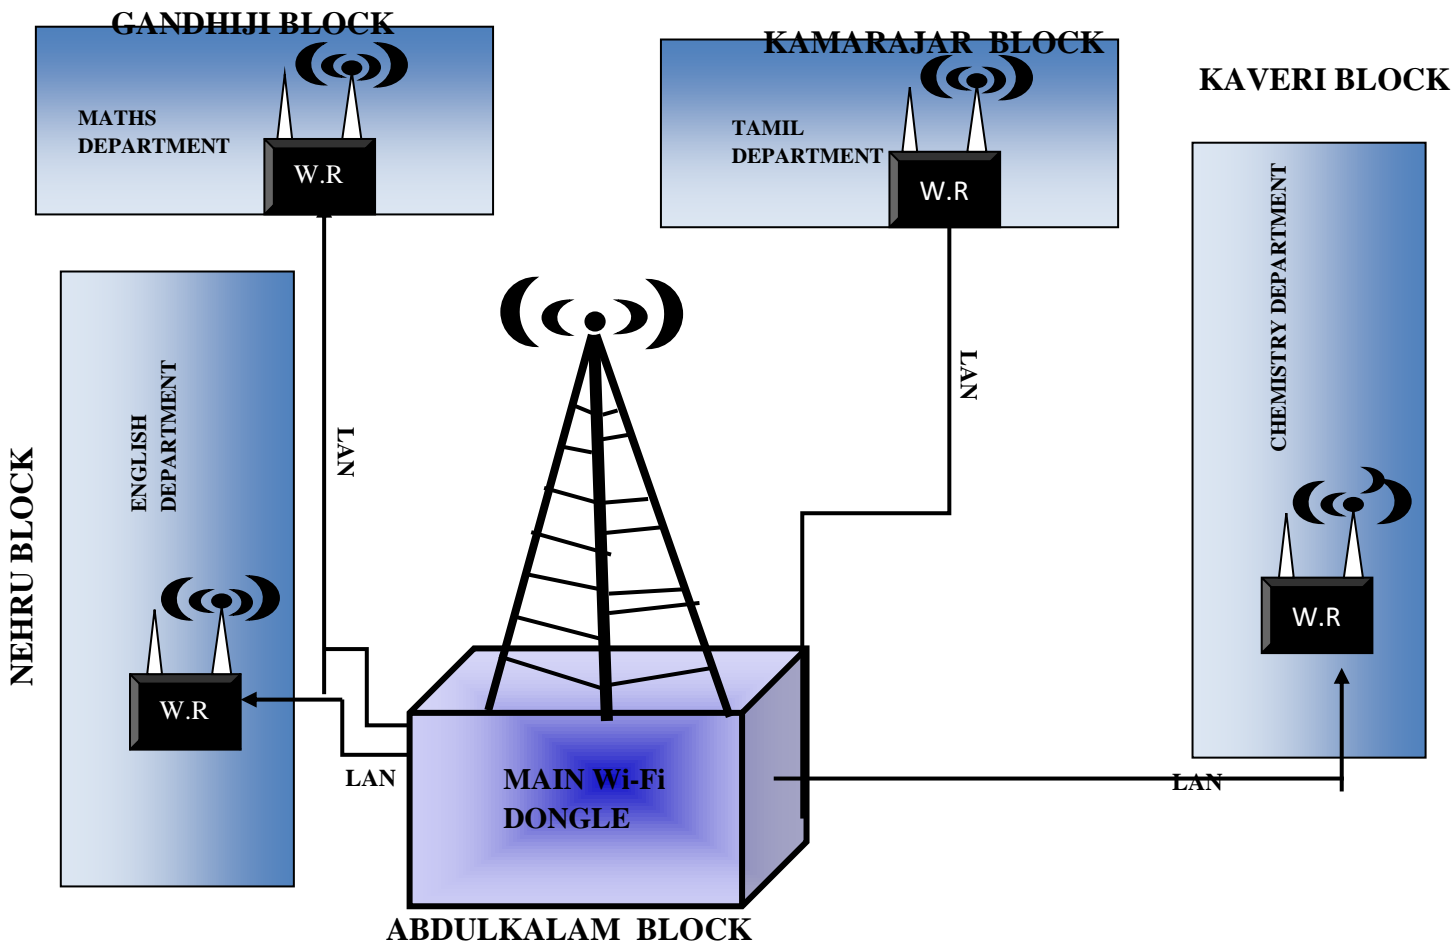 GANDHIJI BLOCK
KAMARAJAR BLOCK
KAVERI BLOCK
MATHS
DEPARTMENT
W.R
TAMIL
DEPARTMENT
W.R
CHEMISTRY DEPARTMENT
W.R
NEHRU BLOCK
ENGLISH
DEPARTMENT
W.R
LAN
LAN
LAN
LAN
MAIN Wi-Fi
DONGLE
ABDULKALAM BLOCK